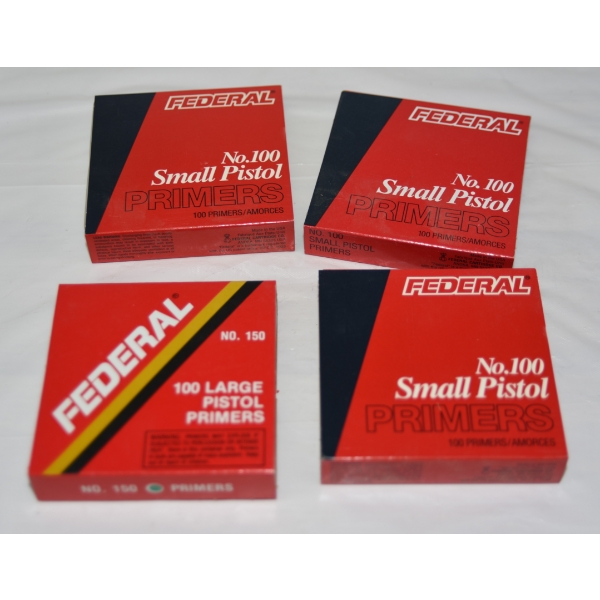 FEDERAL
No.100
Small Pistol
PRIMERS
100 PRIMERS/AMORCES
FEDERAL
No.100
Small Pistol
PRIMERS
100 PRIMERS/AMORCES
NO. 100
SMALL PISTOL
PRIMERS
FEDERAL
NO. 150
100 LARGE
PISTOL
PRIMERS
NO. 150 PRIMERS
FEDERAL
No.100
Small Pistol
PRIMERS
100 PRIMERS/AMORCES